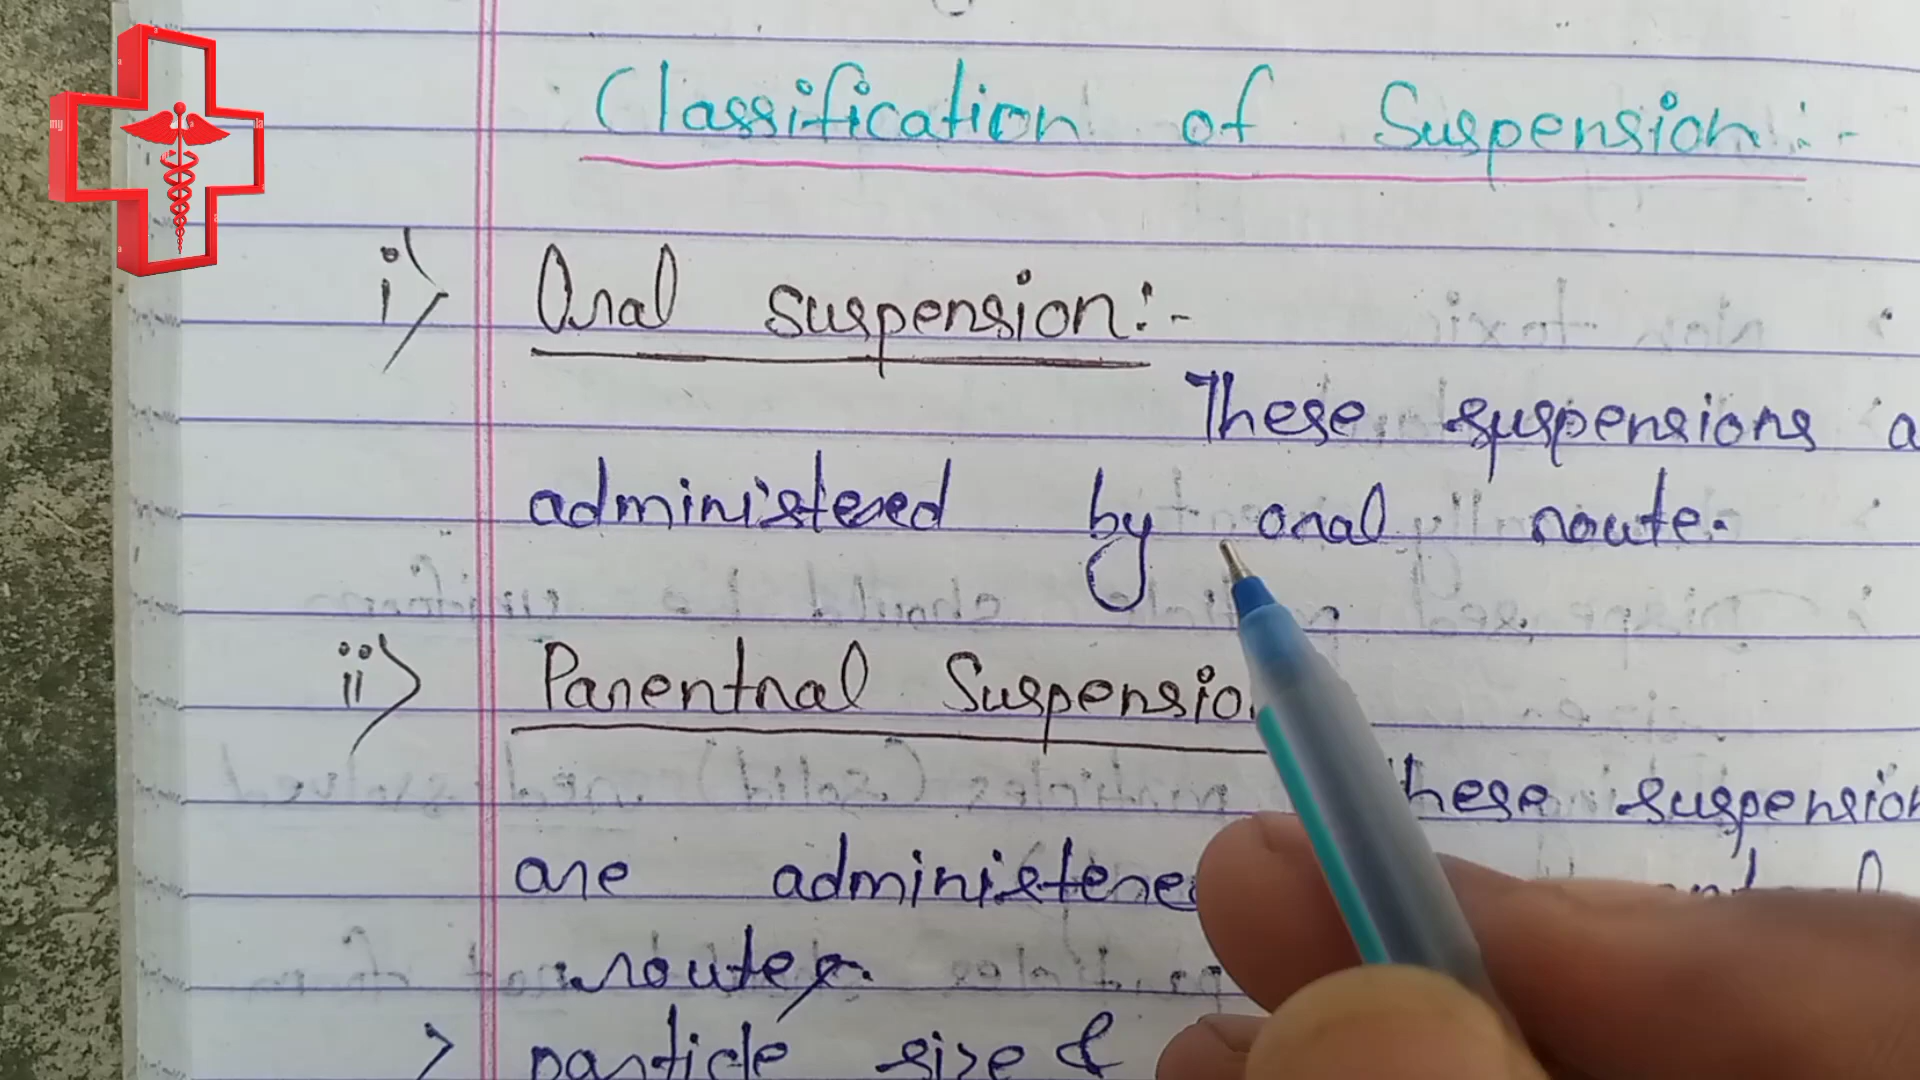 Classification of Suspension:-
i) Oral suspension:-
These suspensions a
administered by oral route.
ii) Parentral Suspensio
hese suspension
are administere
route.
> particle size &